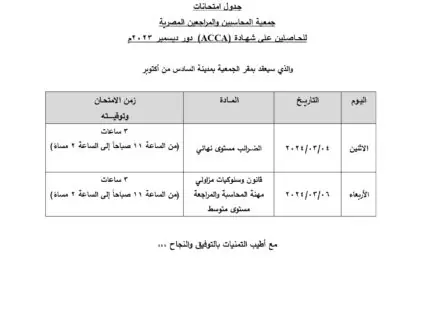 جدول امتحانات
جمعية المحاسبين والمراجعين المصرية
للحاصلين على شهادة (ACCA) دور ديسمبر ٢٠٢٣م
والذي سيعقد بمقر الجمعية بمدينة السادس من أكتوبر
اليوم التاريخ المادة زمن الامتحان وتوقيته
الاثنين ٢٠٢٤/٠٣/٠٤ الضرائب مستوى نهائي ٣ ساعات
(من الساعة ١١ صباحاً إلى الساعة ٢ مساءً)
الأربعاء ٢٠٢٤/٠٣/٠٦ قانون وسلوكيات مزاولي
مهنة المحاسبة والمراجعة
مستوى متوسط
٣ ساعات
(من الساعة ١١ صباحاً إلى الساعة ٢ مساءً)
مع أطيب التمنيات بالتوفيق والنجاح ،،،